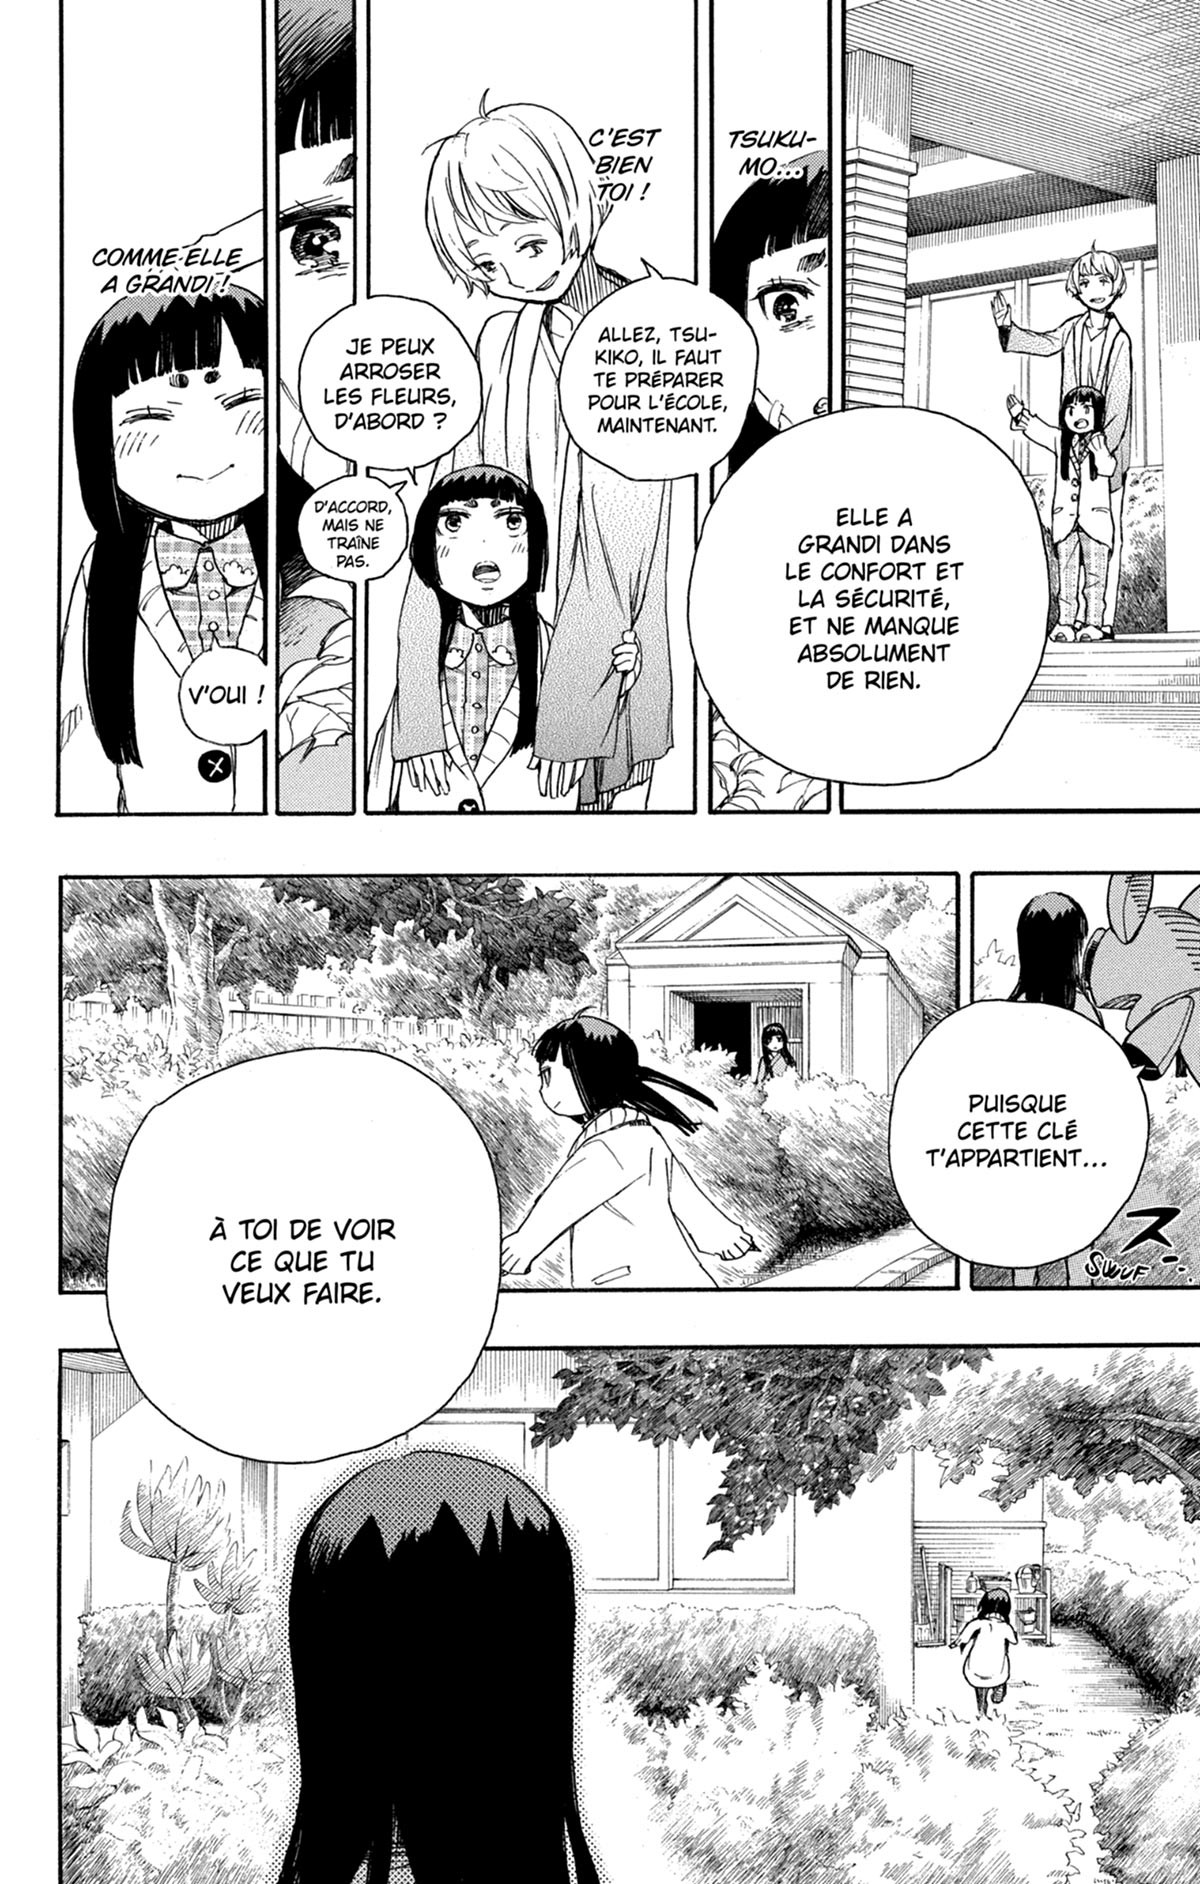 ELLE A
GRANDI DANS
LE CONFORT ET
LA SÉCURITÉ,
ET NE MANQUE
ABSOLUMENT
DE RIEN.
TSUKU-
MO...
C'EST
BIEN
TOI !
ALLEZ, TSU-
KIKO, IL FAUT
TE PRÉPARER
POUR L'ÉCOLE,
MAINTENANT.
JE PEUX
ARROSER
LES FLEURS,
D'ABORD ?
D'ACCORD,
MAIS NE
TRAÎNE
PAS.
COMME ELLE
A GRANDI !
V'OUI !
PUISQUE
CETTE CLÉ
T'APPARTIENT...
ス...
SWUF
À TOI DE VOIR
CE QUE TU
VEUX FAIRE.